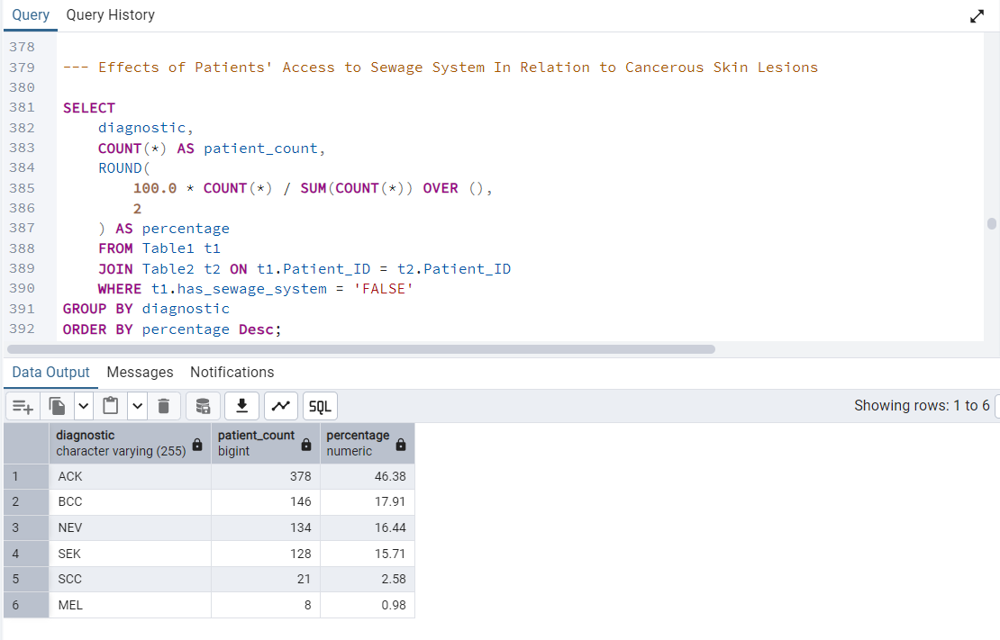 Query Query History
378
379 --- Effects of Patients' Access to Sewage System In Relation to Cancerous Skin Lesions
380
381 SELECT
382 diagnostic,
383 COUNT(*) AS patient_count,
384 ROUND(
385 100.0 * COUNT(*) / SUM(COUNT(*)) OVER (),
386 2
387 ) AS percentage
388 FROM Table1 t1
389 JOIN Table2 t2 ON t1.Patient_ID = t2.Patient_ID
390 WHERE t1.has_sewage_system = 'FALSE'
391 GROUP BY diagnostic
392 ORDER BY percentage Desc;
Data Output Messages Notifications
SQL Showing rows: 1 to 6
diagnostic patient_count percentage
character varying (255) bigint numeric
1 ACK 378 46.38
2 BCC 146 17.91
3 NEV 134 16.44
4 SEK 128 15.71
5 SCC 21 2.58
6 MEL 8 0.98